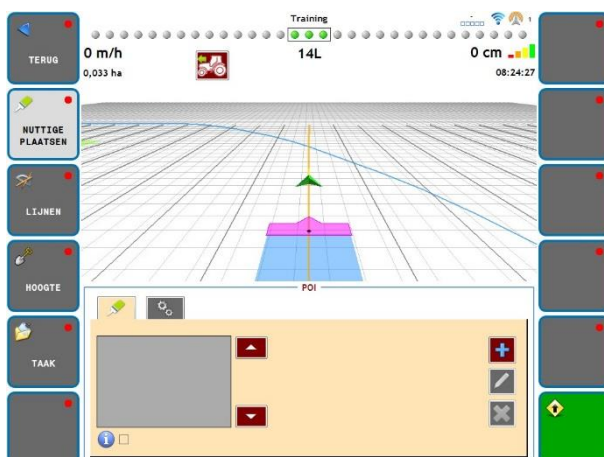 Training
TERUG
0 m/h
14L
0 cm
0,033 ha
08:24:27
NUTTIGE
PLAATSEN
LIJNEN
HOOGTE
POI
TAAK